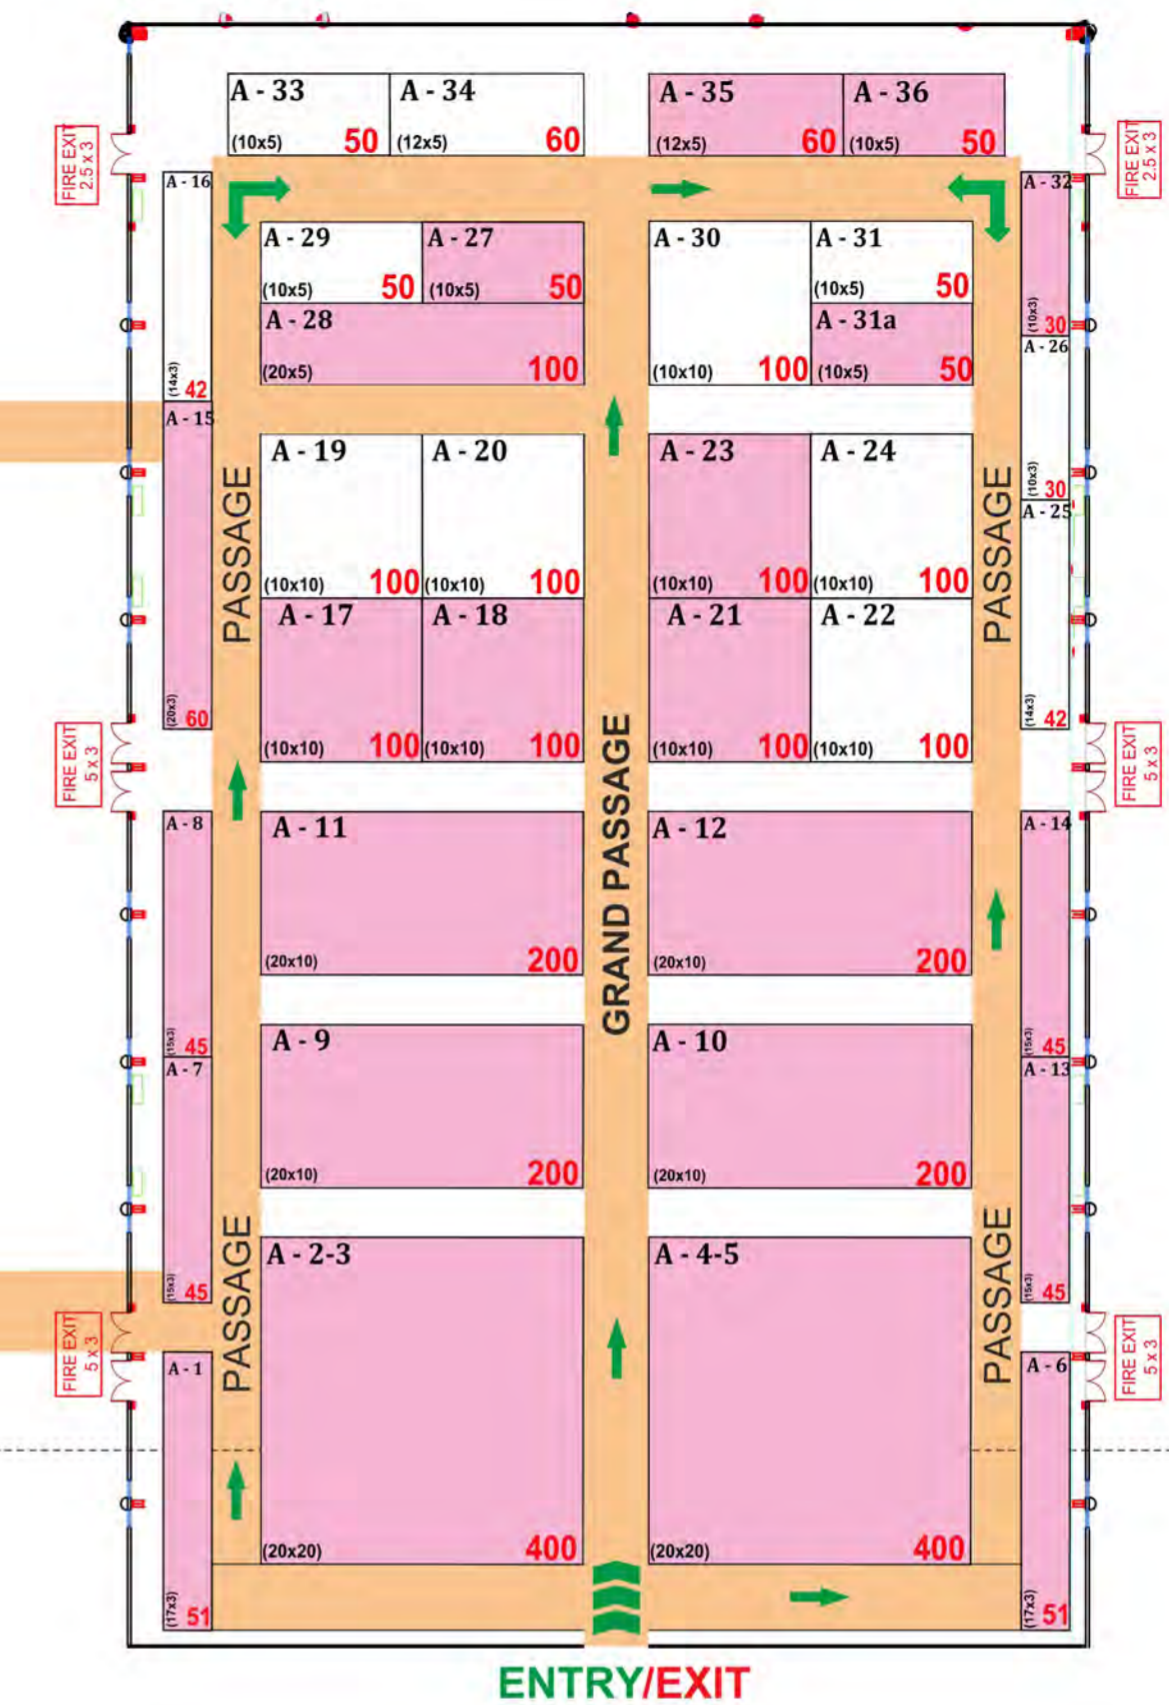 A - 33
(10x5) 50
A - 34
(12x5) 60
A - 35
(12x5) 60
A - 36
(10x5) 50
FIRE EXIT
2.5 x 3
FIRE EXIT
2.5 x 3
A - 16
(14x3) 42
A - 29
(10x5) 50
A - 27
(10x5) 50
A - 28
(20x5) 100
A - 30
(10x10) 100
A - 31
(10x5) 50
A - 31a
(10x5) 50
A - 32
(10x3) 30
A - 26
(10x3) 30
A - 15
(20x3) 60
PASSAGE
A - 19
(10x10) 100
A - 20
(10x10) 100
A - 23
(10x10) 100
A - 24
(10x10) 100
PASSAGE
A - 25
(14x3) 42
A - 17
(10x10) 100
A - 18
(10x10) 100
A - 21
(10x10) 100
A - 22
(10x10) 100
FIRE EXIT
5 x 3
FIRE EXIT
5 x 3
GRAND PASSAGE
A - 8
(15x3) 45
A - 11
(20x10) 200
A - 12
(20x10) 200
A - 14
(15x3) 45
A - 7
(15x3) 45
A - 9
(20x10) 200
A - 10
(20x10) 200
A - 13
(15x3) 45
PASSAGE
A - 2-3
(20x20) 400
A - 4-5
(20x20) 400
PASSAGE
FIRE EXIT
5 x 3
FIRE EXIT
5 x 3
A - 1
(17x3) 51
A - 6
(17x3) 51
ENTRY/EXIT